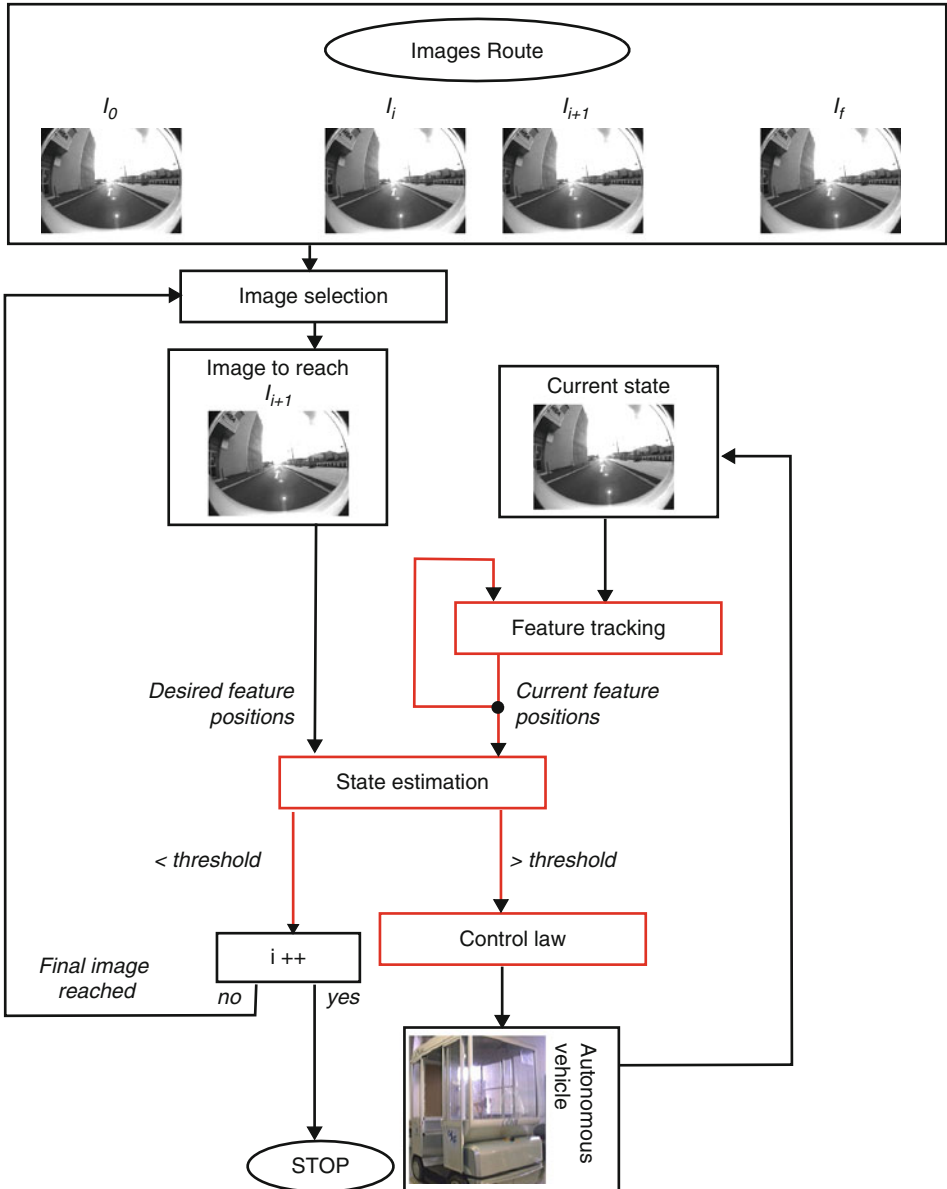 Images Route
I0 Ii Ii+1 If
Image selection
Image to reach
Ii+1
Current state
Feature tracking
Desired feature
positions
Current feature
positions
State estimation
< threshold
> threshold
i ++
Control law
Final image
reached
no
yes
Autonomous
vehicle
STOP